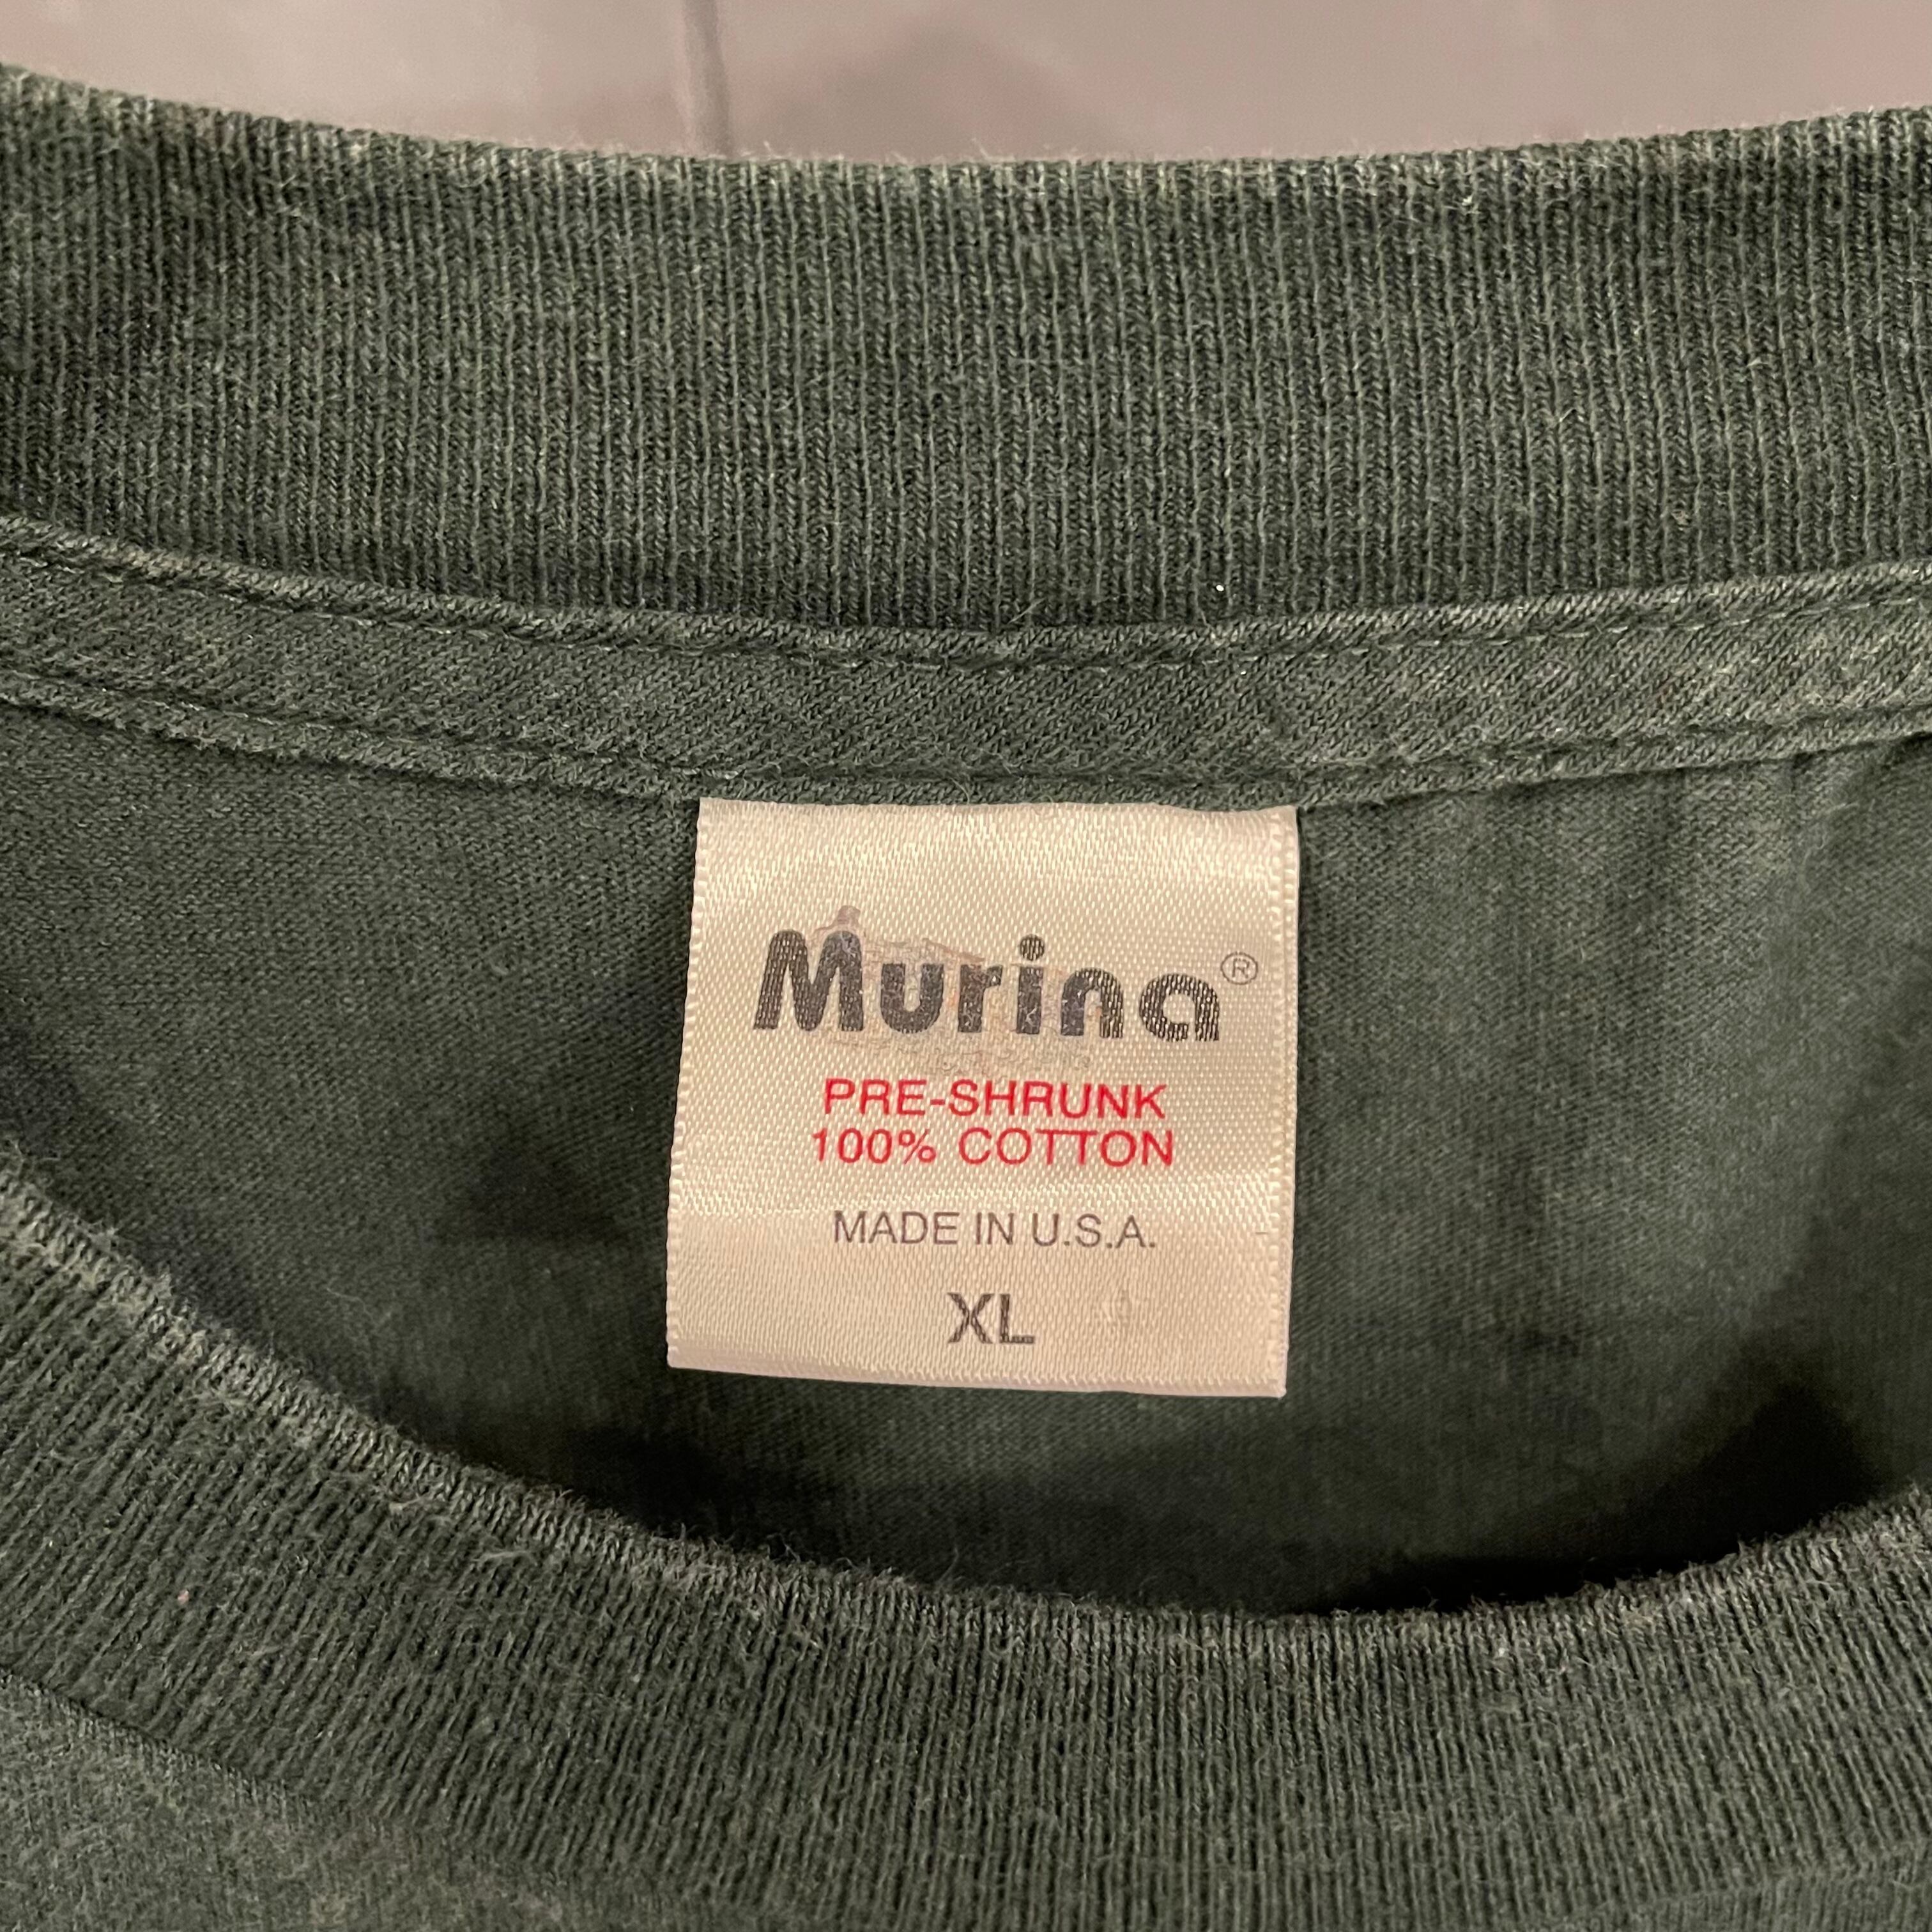 Murina®
PRE-SHRUNK
100% COTTON
MADE IN U.S.A.
XL